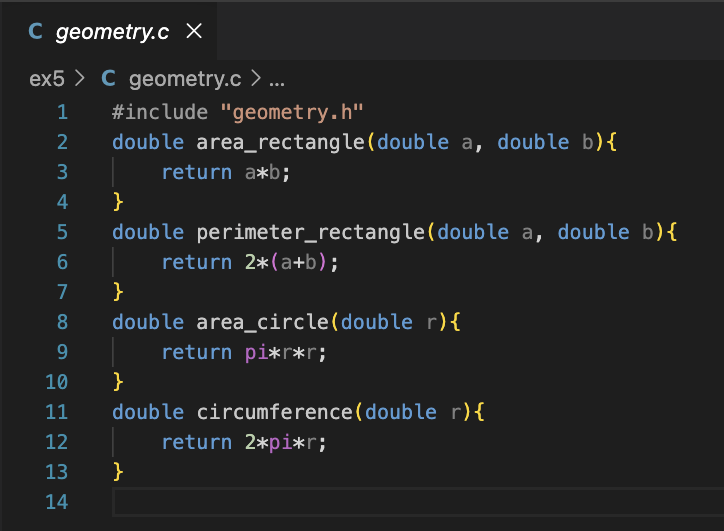 C geometry.c ×
ex5 > C geometry.c > ...
1 #include "geometry.h"
2 double area_rectangle(double a, double b){
3     return a*b;
4 }
5 double perimeter_rectangle(double a, double b){
6     return 2*(a+b);
7 }
8 double area_circle(double r){
9     return pi*r*r;
10 }
11 double circumference(double r){
12     return 2*pi*r;
13 }
14